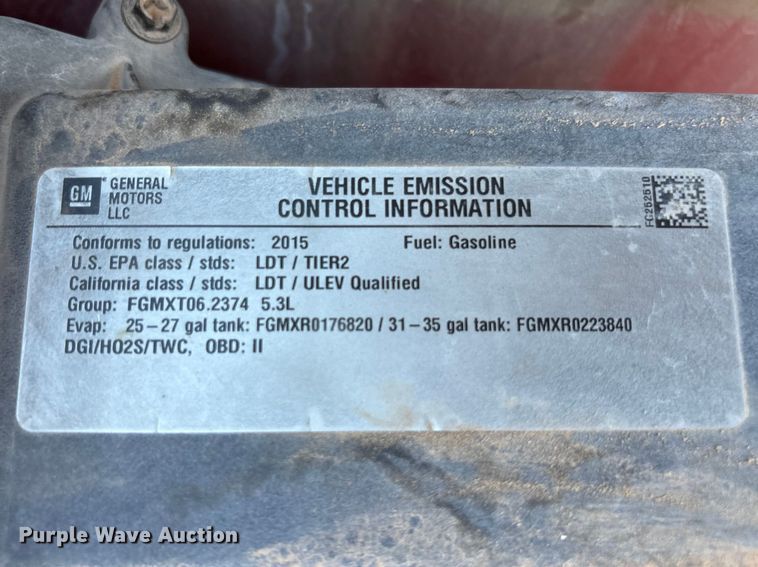 GM GENERAL MOTORS LLC
VEHICLE EMISSION
CONTROL INFORMATION
FC252510
Conforms to regulations: 2015 Fuel: Gasoline
U.S. EPA class / stds: LDT / TIER2
California class / stds: LDT / ULEV Qualified
Group: FGMXT06.2374 5.3L
Evap: 25-27 gal tank: FGMXR0176820 / 31-35 gal tank: FGMXR0223840
DGI/HO2S/TWC, OBD: II
Purple Wave Auction